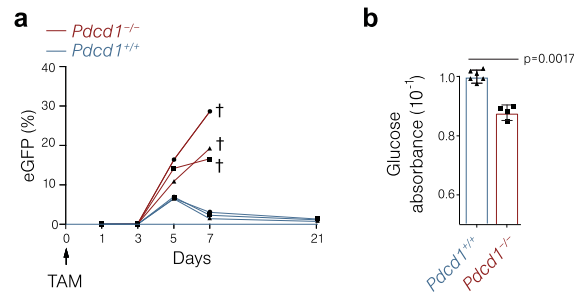 a
Pdcd1−/−
Pdcd1+/+
eGFP (%)
40
30
20
10
0
†
†
†
0 1 3 5 7 21
Days
TAM
b
p=0.0017
Glucose
absorbance (10-1)
1.0
0.8
0.6
Pdcd1+/+
Pdcd1−/−